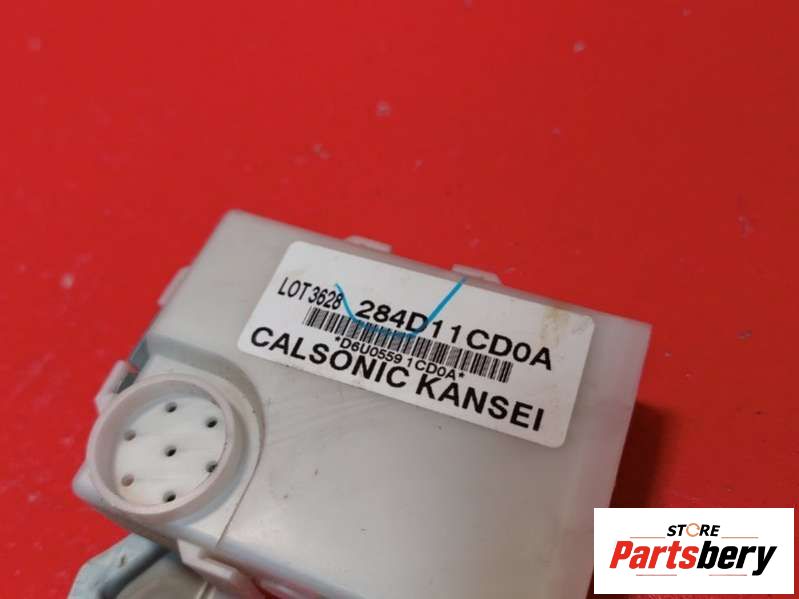 LOT 3628 284D11CD0A
*D6U0559 1CD0A*
CALSONIC KANSEI
STORE
Partsbery